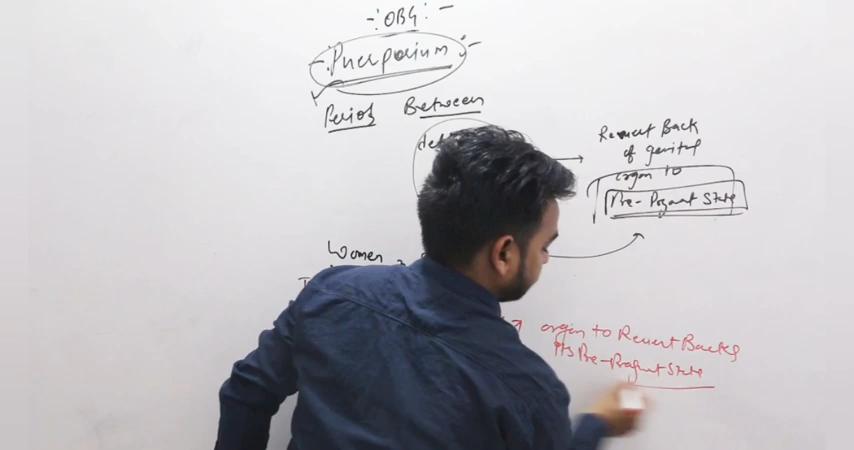 OBG
Puerperium
Period Between
Revert Back
of genital
organ to
Pre-Pregnant State
Women
organ to Revert Back
its Pre-Pregnant State